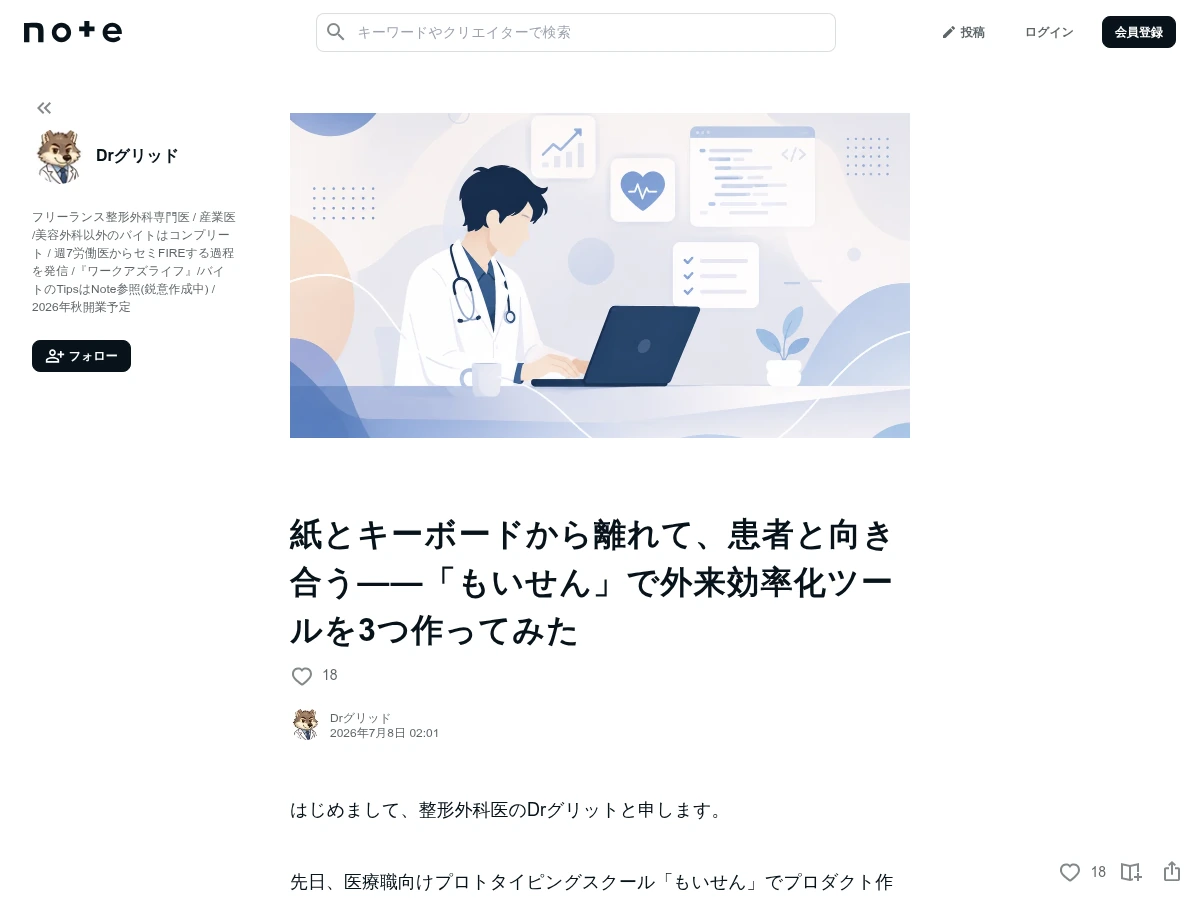 note
キーワードやクリエイターで検索
投稿
ログイン
会員登録
Drグリッド
フリーランス整形外科専門医 / 産業医
/美容外科以外のバイトはコンプリー
ト / 週7労働医からセミFIREする過程
を発信 /『ワークアズライフ』/バイ
トのTipsはNote参照(鋭意作成中) /
2026年秋開業予定
フォロー
</>
紙とキーボードから離れて、患者と向き
合う——「もいせん」で外来効率化ツー
ルを3つ作ってみた
18
Drグリッド
2026年7月8日 02:01
はじめまして、整形外科医のDrグリットと申します。
先日、医療職向けプロトタイピングスクール「もいせん」でプロダクト作
18